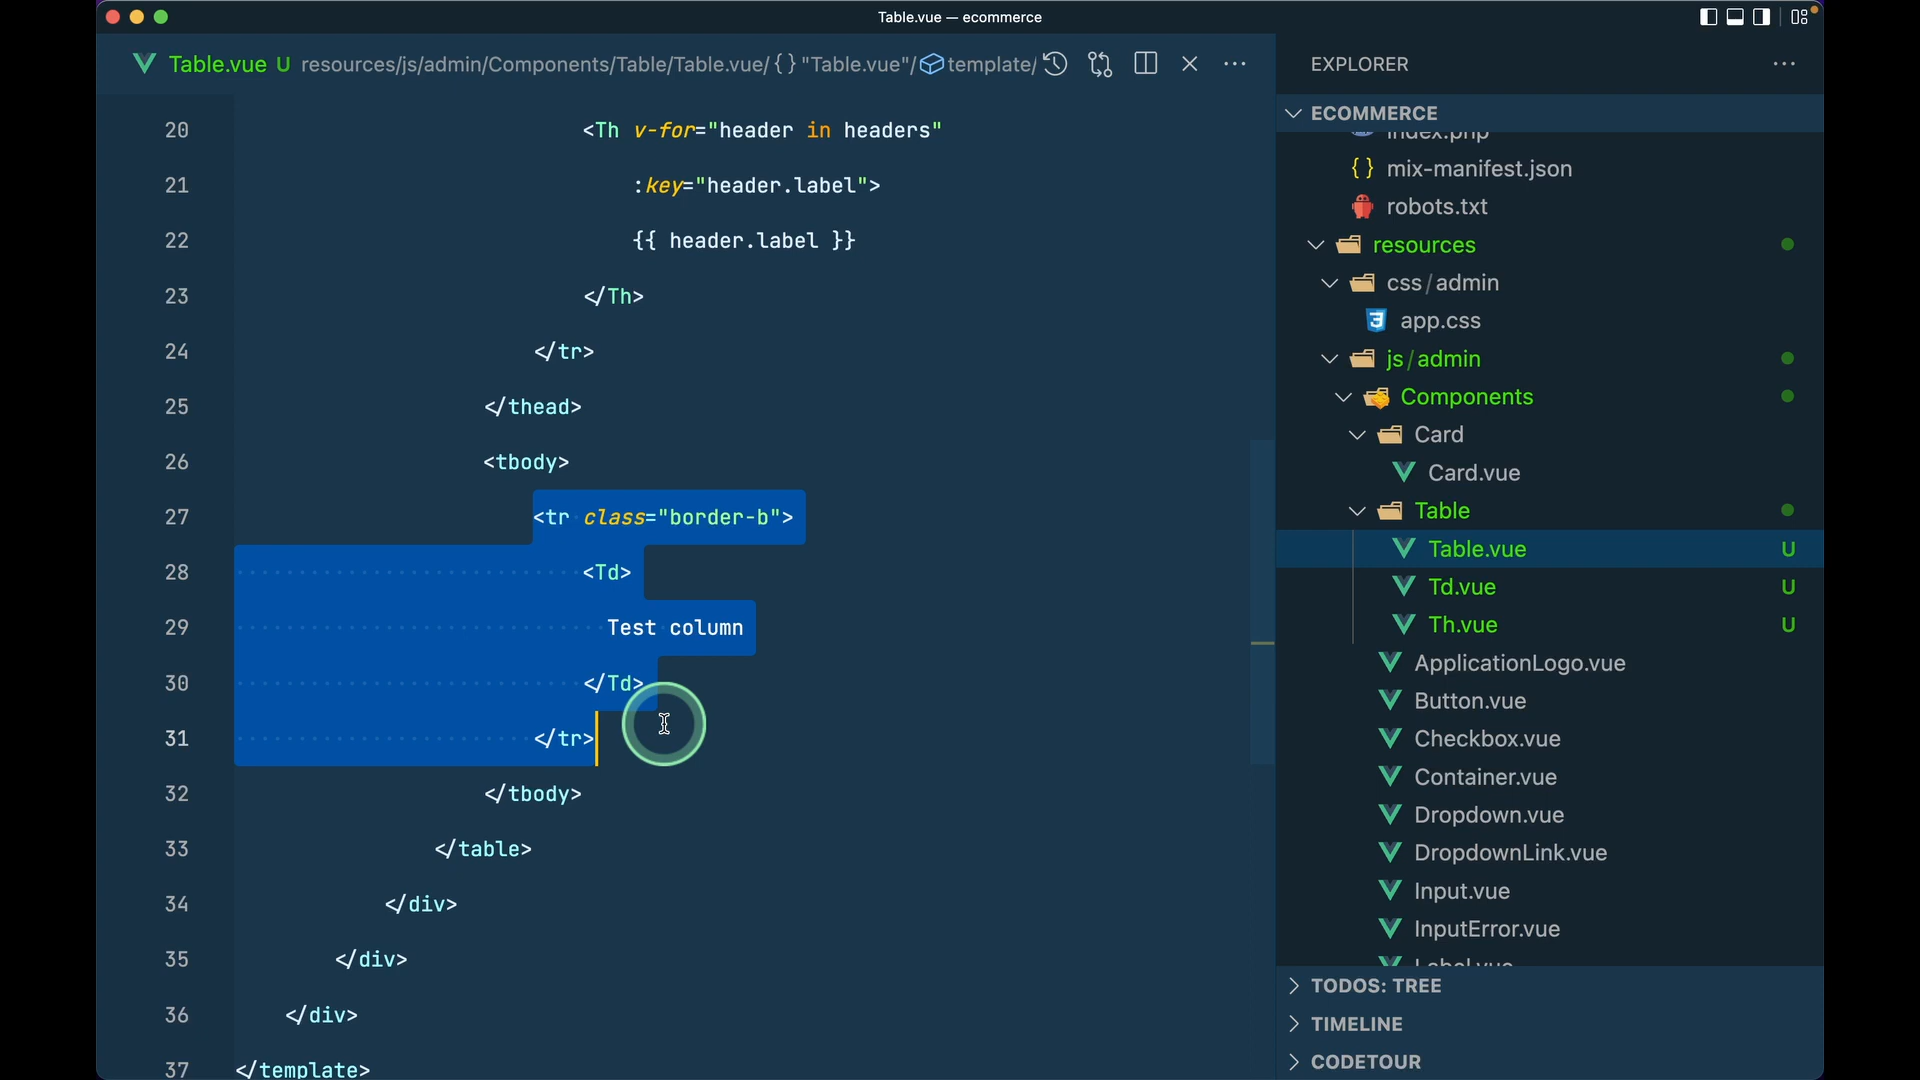 Table.vue — ecommerce
Table.vue U resources/js/admin/Components/Table/Table.vue/{} "Table.vue"/template/
20 <Th v-for="header in headers"
21 :key="header.label">
22 {{ header.label }}
23 </Th>
24 </tr>
25 </thead>
26 <tbody>
27 <tr class="border-b">
28 <Td>
29 Test column
30 </Td>
31 </tr>
32 </tbody>
33 </table>
34 </div>
35 </div>
36 </div>
37 </template>
EXPLORER
ECOMMERCE
index.php
mix-manifest.json
robots.txt
resources
css/admin
app.css
js/admin
Components
Card
Card.vue
Table
Table.vue U
Td.vue U
Th.vue U
ApplicationLogo.vue
Button.vue
Checkbox.vue
Container.vue
Dropdown.vue
DropdownLink.vue
Input.vue
InputError.vue
Label.vue
TODOS: TREE
TIMELINE
CODETOUR